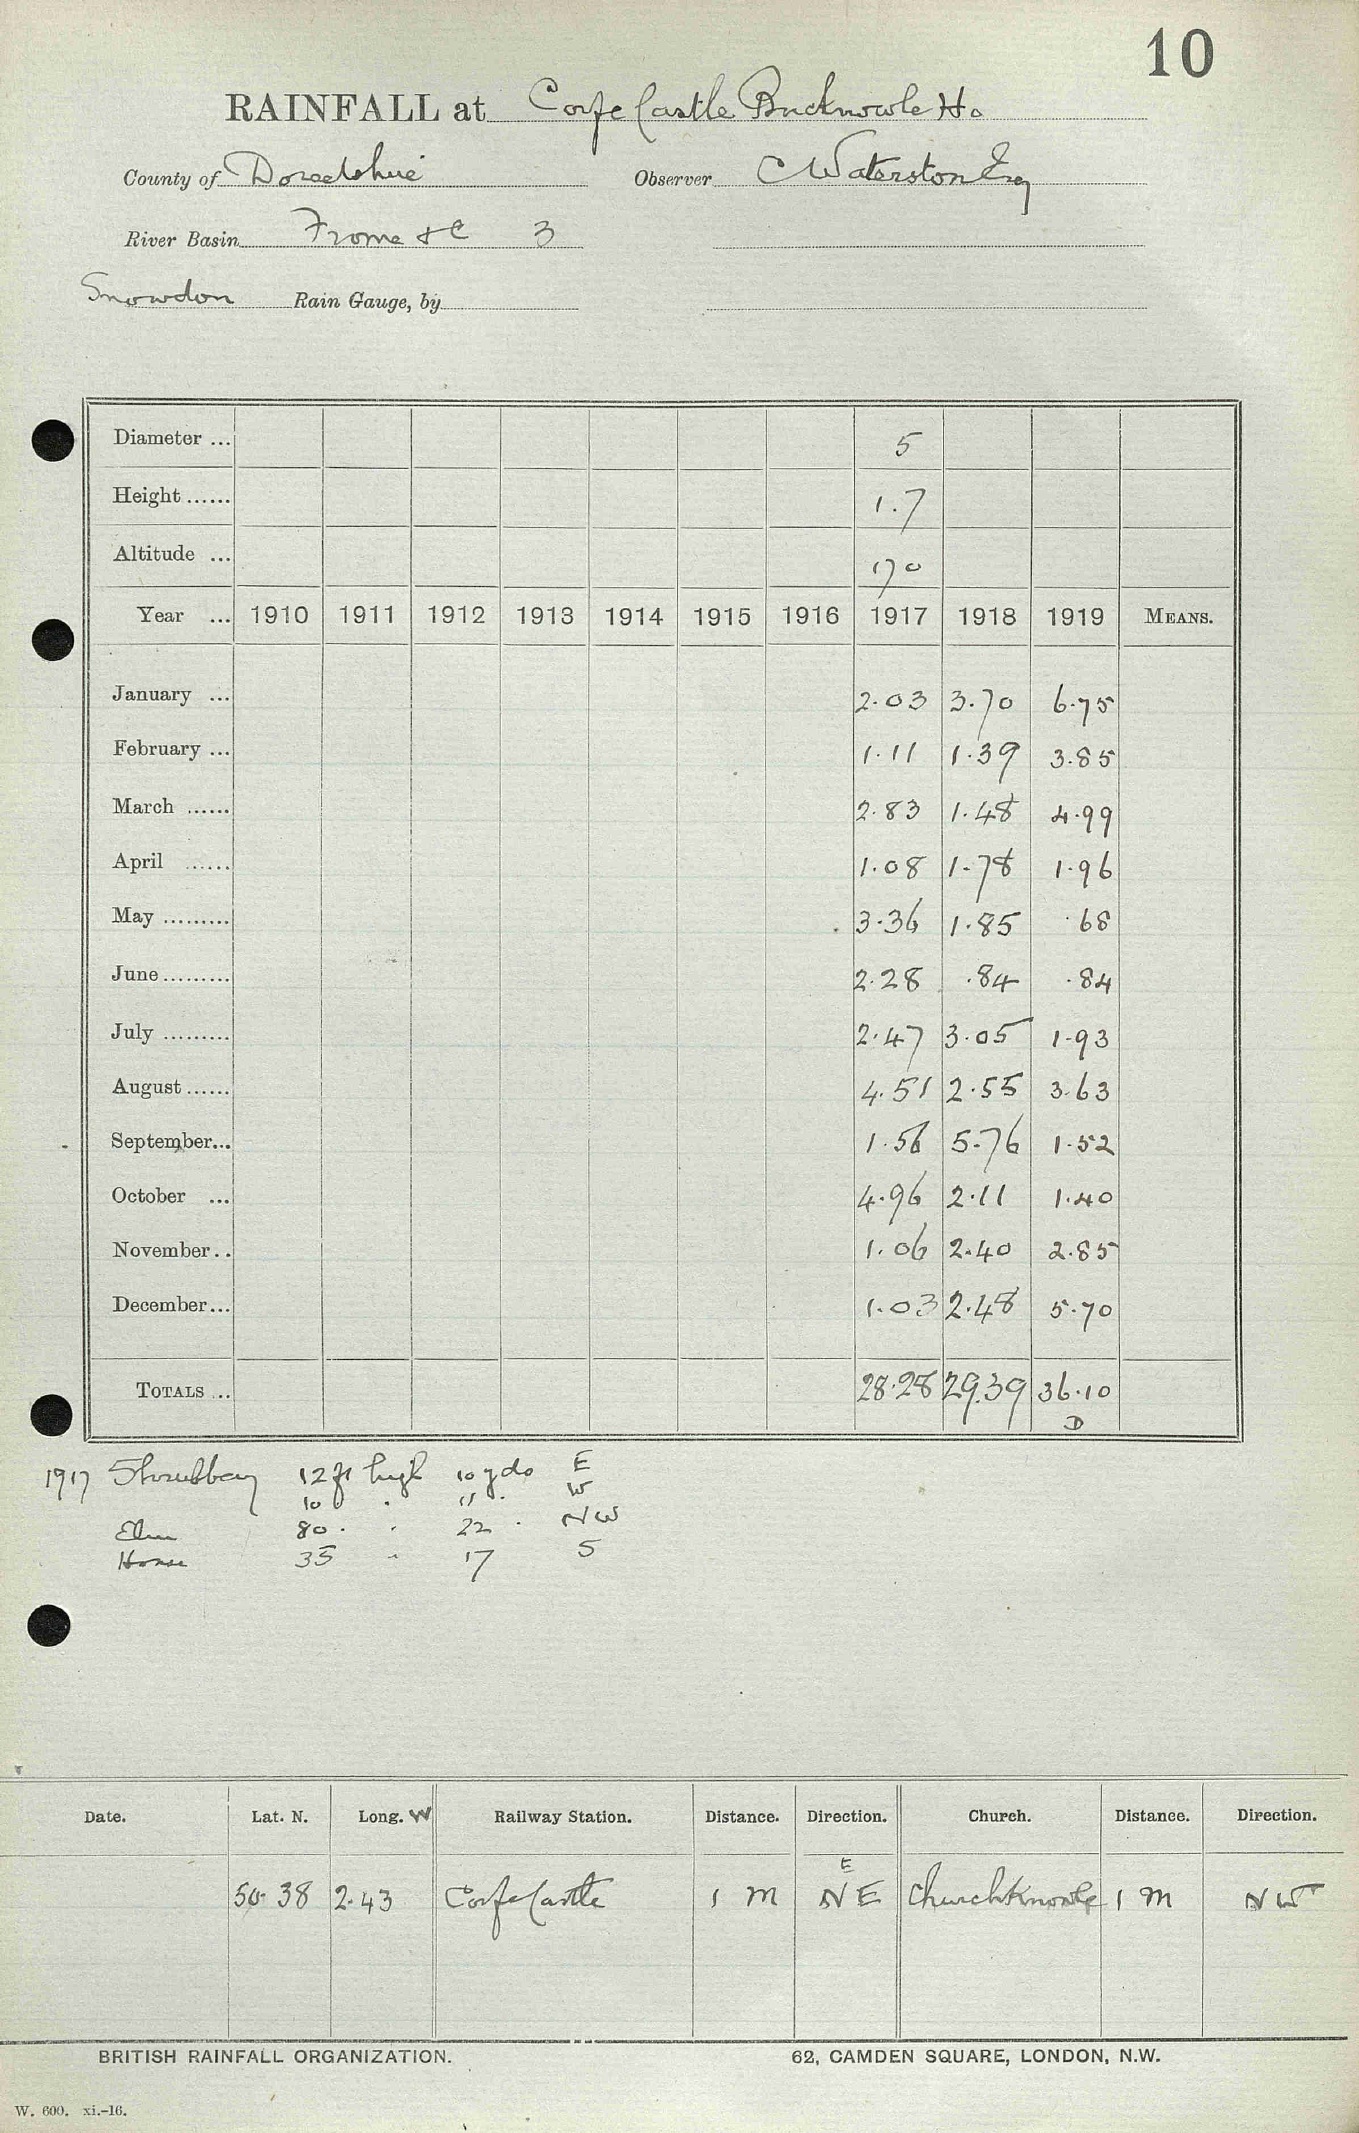 10
RAINFALL at Corfe Castle Bucknowle Ho
County of Dorsetshire Observer C Waterston Esq
River Basin Frome &c 3
Snowdon Rain Gauge, by
Diameter ... 5
Height ...... 1.7
Altitude ... 170
Year ... 1910 1911 1912 1913 1914 1915 1916 1917 1918 1919 MEANS.
January ... 2.03 3.70 6.75
February ... 1.11 1.39 3.85
March ...... 2.83 1.48 4.99
April ...... 1.08 1.78 1.96
May ......... 3.36 1.85 .68
June ......... 2.28 .84 .84
July ......... 2.47 3.05 1.93
August ...... 4.51 2.55 3.63
September... 1.56 5.76 1.52
October ... 4.96 2.11 1.40
November.. 1.06 2.40 2.85
December... 1.03 2.48 5.70
TOTALS ... 28.28 29.39 36.10
D
1917 Shrubbery 12 ft high 10 yds E
10 " 11 " W
Elm 80 " 22 " NW
House 35 " 17 S
Date. Lat. N. Long. W Railway Station. Distance. Direction. Church. Distance. Direction.
E
50.38 2.43 Corfe Castle 1 m NE Church Knowle 1 m NW
BRITISH RAINFALL ORGANIZATION. 62, CAMDEN SQUARE, LONDON, N.W.
W. 600. xi.-16.